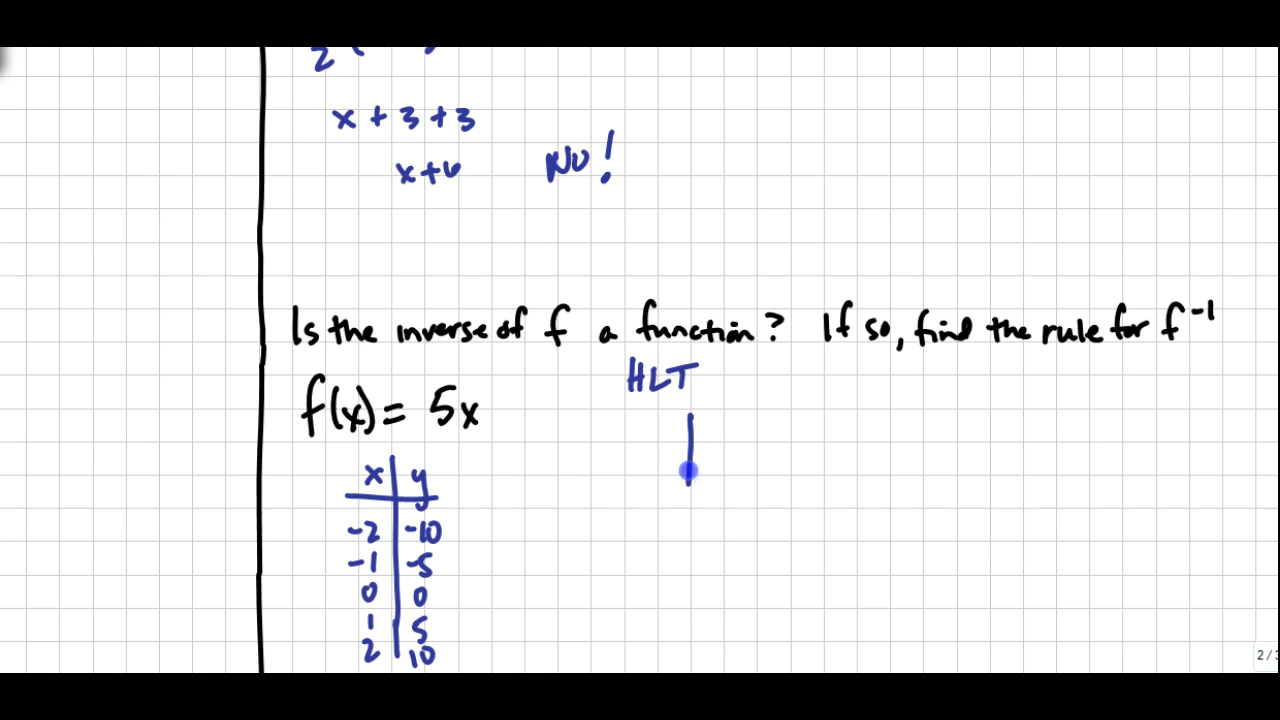 2
x + 3 + 3
x+6 NO!
Is the inverse of f a function? If so, find the rule for f⁻¹
HLT
f(x) = 5x
x | y
-2 | -10
-1 | -5
0 | 0
1 | 5
2 | 10
2/3